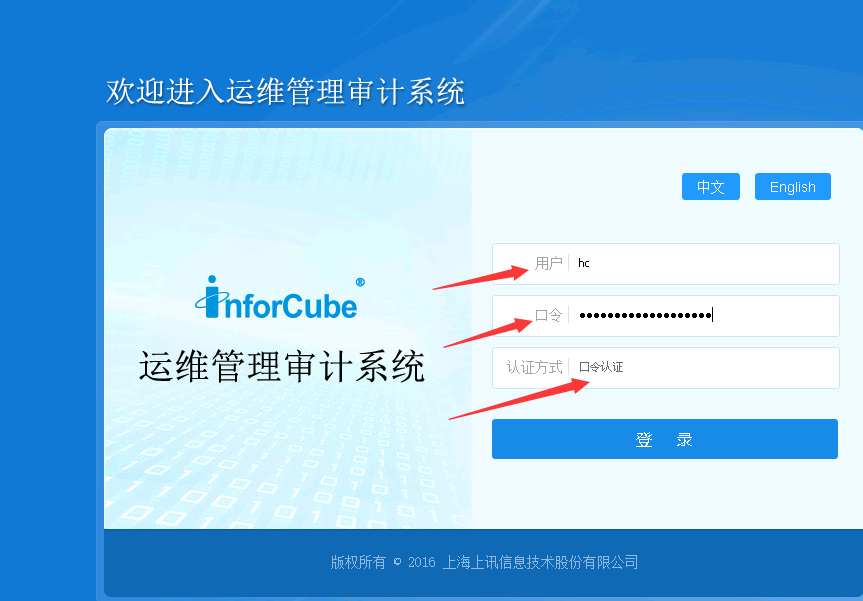 欢迎进入运维管理审计系统
中文 English
inforCube®
运维管理审计系统
用户 hc
口令 •••••••••••••••••••
认证方式 口令认证
登 录
版权所有 © 2016 上海上讯信息技术股份有限公司